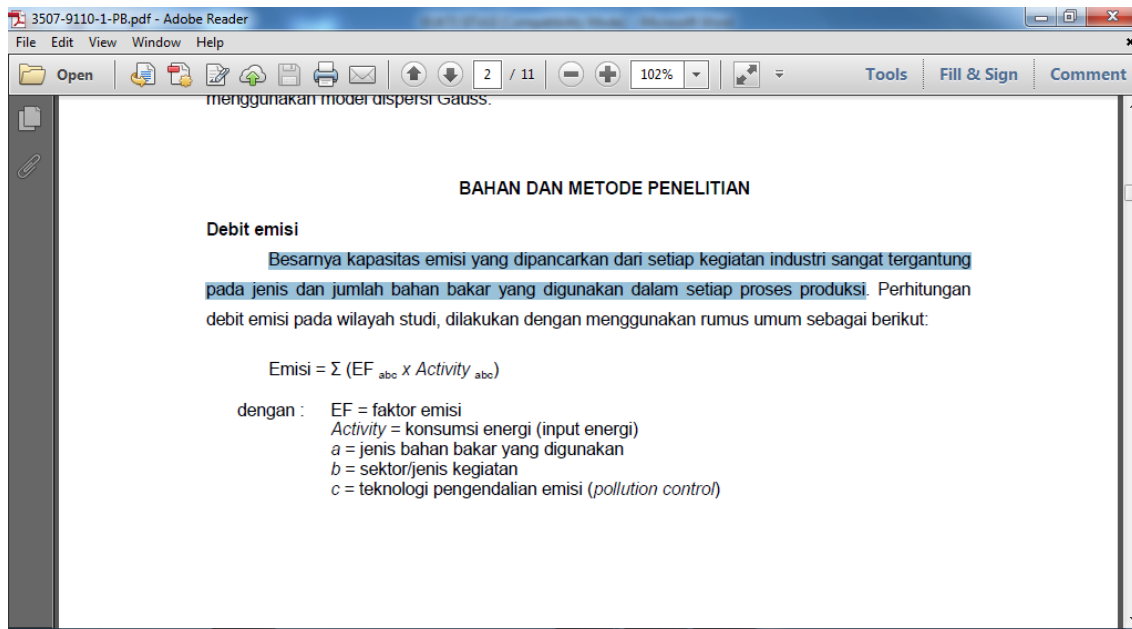 3507-9110-1-PB.pdf - Adobe Reader
File Edit View Window Help
Open 2 / 11 102% Tools Fill & Sign Comment
menggunakan model dispersi Gauss.
BAHAN DAN METODE PENELITIAN
Debit emisi
Besarnya kapasitas emisi yang dipancarkan dari setiap kegiatan industri sangat tergantung
pada jenis dan jumlah bahan bakar yang digunakan dalam setiap proses produksi. Perhitungan
debit emisi pada wilayah studi, dilakukan dengan menggunakan rumus umum sebagai berikut:
Emisi = Σ (EF abc x Activity abc)
dengan : EF = faktor emisi
Activity = konsumsi energi (input energi)
a = jenis bahan bakar yang digunakan
b = sektor/jenis kegiatan
c = teknologi pengendalian emisi (pollution control)